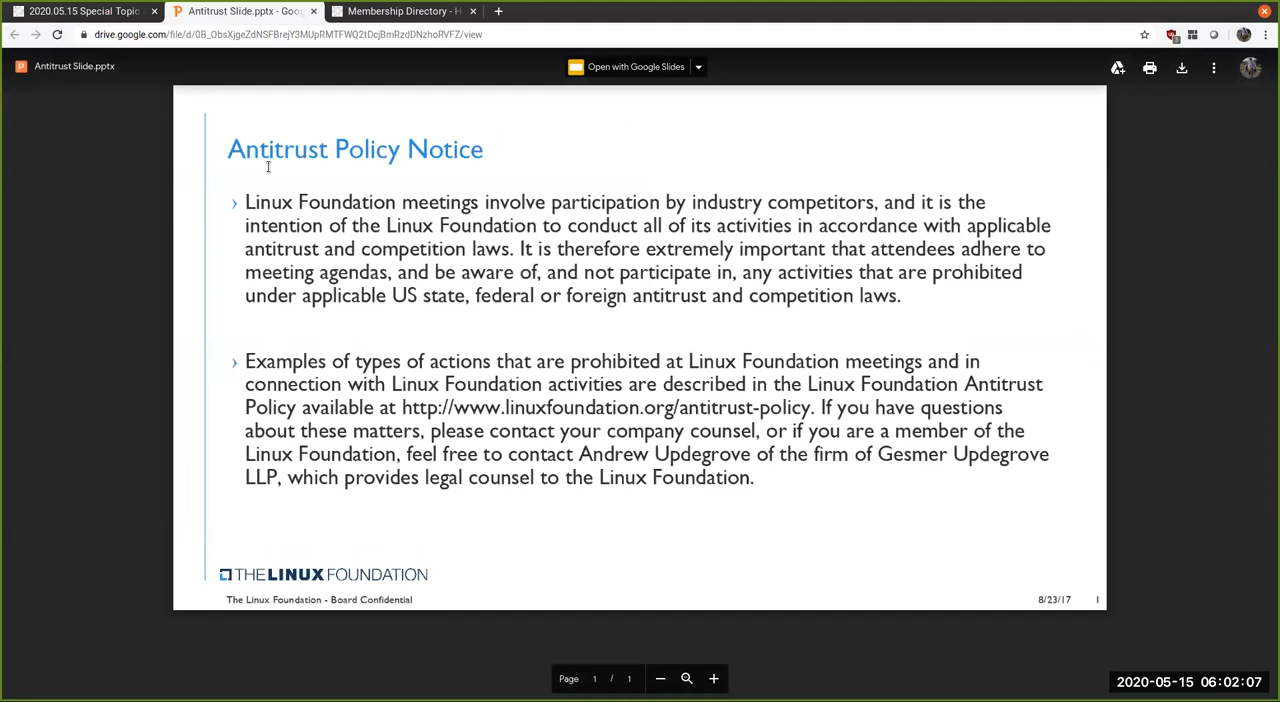 2020.05.15 Special Topic
Antitrust Slide.pptx - Goo
Membership Directory - H
drive.google.com/file/d/0B_ObsXjgeZdNSFBrejY3MUpRMTFWQ2tDcjBmRzdDNzhoRVFZ/view
Antitrust Slide.pptx
Open with Google Slides
Antitrust Policy Notice
› Linux Foundation meetings involve participation by industry competitors, and it is the
intention of the Linux Foundation to conduct all of its activities in accordance with applicable
antitrust and competition laws. It is therefore extremely important that attendees adhere to
meeting agendas, and be aware of, and not participate in, any activities that are prohibited
under applicable US state, federal or foreign antitrust and competition laws.
› Examples of types of actions that are prohibited at Linux Foundation meetings and in
connection with Linux Foundation activities are described in the Linux Foundation Antitrust
Policy available at http://www.linuxfoundation.org/antitrust-policy. If you have questions
about these matters, please contact your company counsel, or if you are a member of the
Linux Foundation, feel free to contact Andrew Updegrove of the firm of Gesmer Updegrove
LLP, which provides legal counsel to the Linux Foundation.
THE LINUX FOUNDATION
The Linux Foundation - Board Confidential
8/23/17 1
Page 1 / 1
2020-05-15 06:02:07